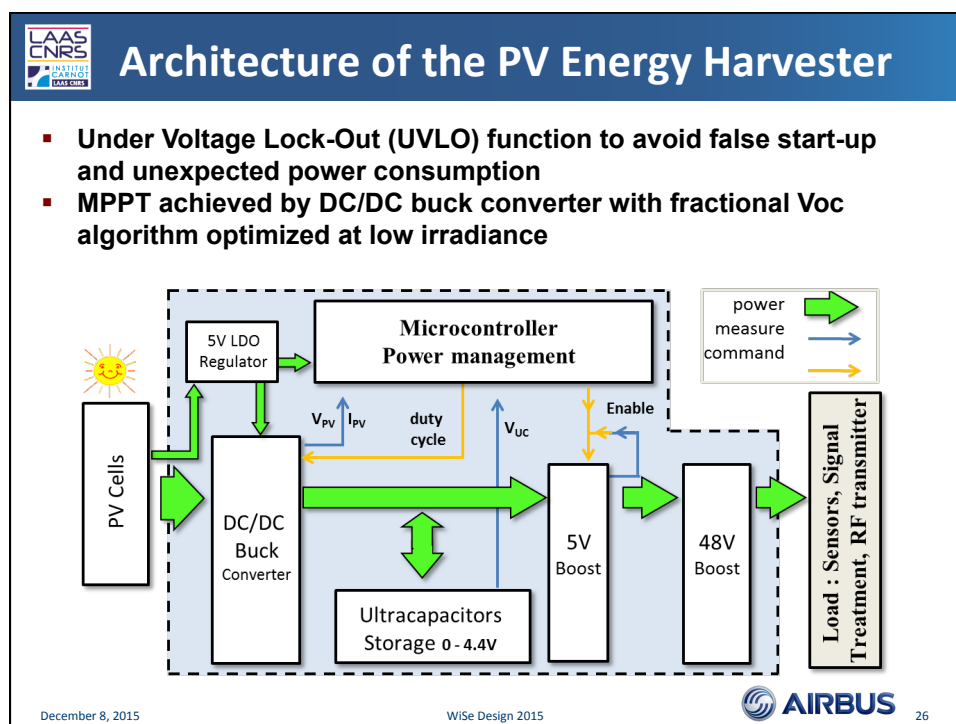 LAAS
CNRS
INSTITUT
CARNOT
LAAS CNRS
Architecture of the PV Energy Harvester
▪ Under Voltage Lock-Out (UVLO) function to avoid false start-up
and unexpected power consumption
▪ MPPT achieved by DC/DC buck converter with fractional Voc
algorithm optimized at low irradiance
power
measure
command
5V LDO
Regulator
Microcontroller
Power management
VPV IPV
duty
cycle
VUC
Enable
PV Cells
DC/DC
Buck
Converter
Ultracapacitors
Storage 0 - 4.4V
5V
Boost
48V
Boost
Load : Sensors, Signal
Treatment, RF transmitter
December 8, 2015
WiSe Design 2015
AIRBUS
26